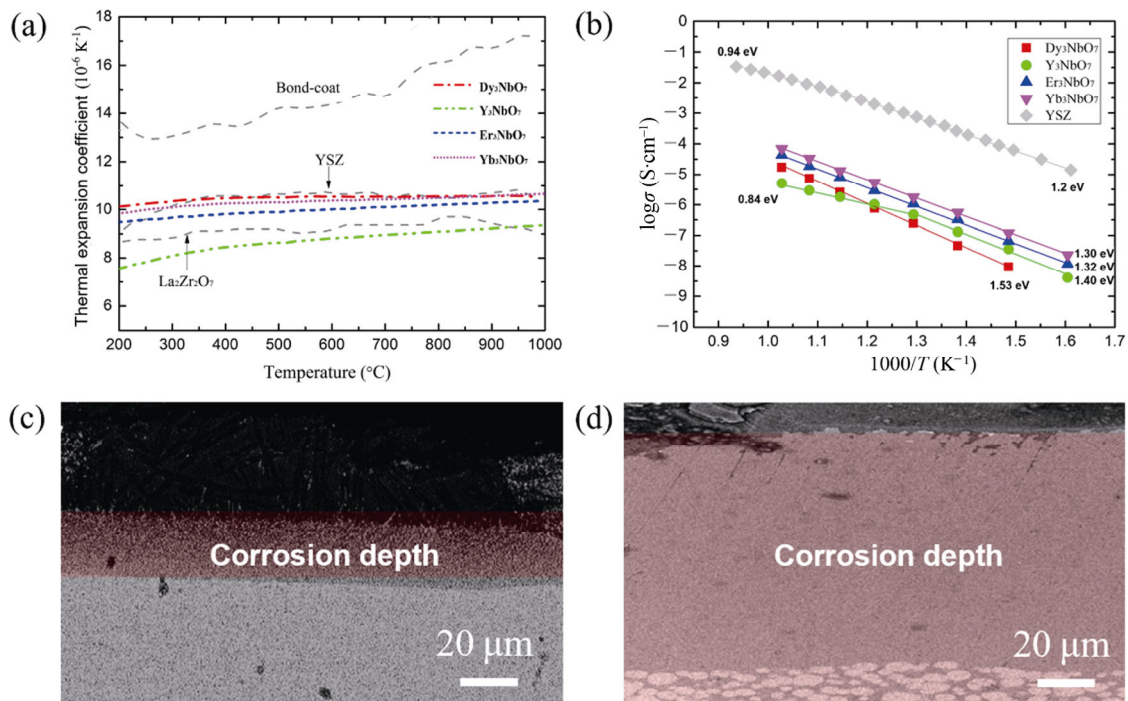 (a)
18
16
14
12
10
8
6
200 300 400 500 600 700 800 900 1000
Thermal expansion coefficient (10⁻⁶ K⁻¹)
Temperature (°C)
Bond-coat
YSZ
La₂Zr₂O₇
Dy₃NbO₇
Y₃NbO₇
Er₃NbO₇
Yb₃NbO₇
(b)
0
−1
−2
−3
−4
−5
−6
−7
−8
−9
−10
0.9 1.0 1.1 1.2 1.3 1.4 1.5 1.6 1.7
logσ (S·cm⁻¹)
1000/T (K⁻¹)
0.94 eV
Dy₃NbO₇
Y₃NbO₇
Er₃NbO₇
Yb₃NbO₇
YSZ
1.2 eV
0.84 eV
1.30 eV
1.32 eV
1.40 eV
1.53 eV
(c)
Corrosion depth
20 μm
(d)
Corrosion depth
20 μm